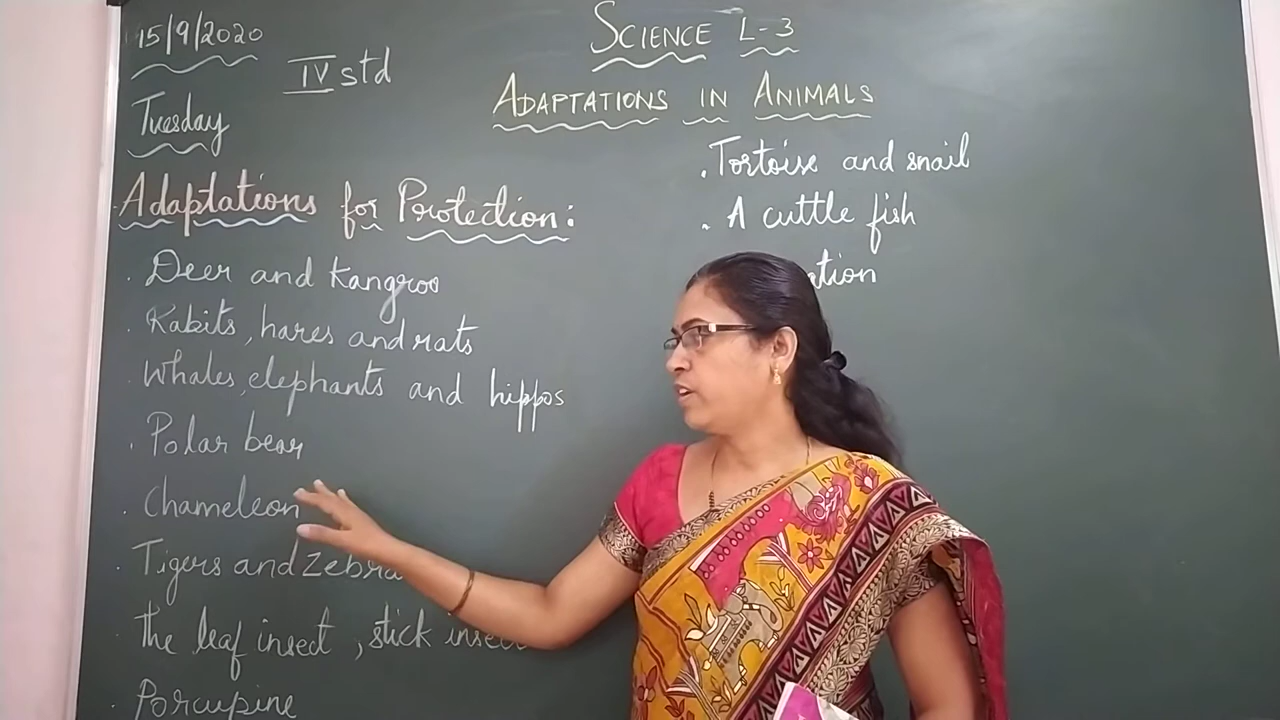 15/9/2020
IV std
Tuesday
SCIENCE L-3
ADAPTATIONS IN ANIMALS
Adaptations for Protection:
. Deer and Kangroo
. Rabits, hares and rats
. Whales, elephants and hippos
. Polar bear
. Chameleon
. Tigers and Zebra
. The leaf insect, stick insect
. Porcupine
. Tortoise and snail
. A cuttle fish